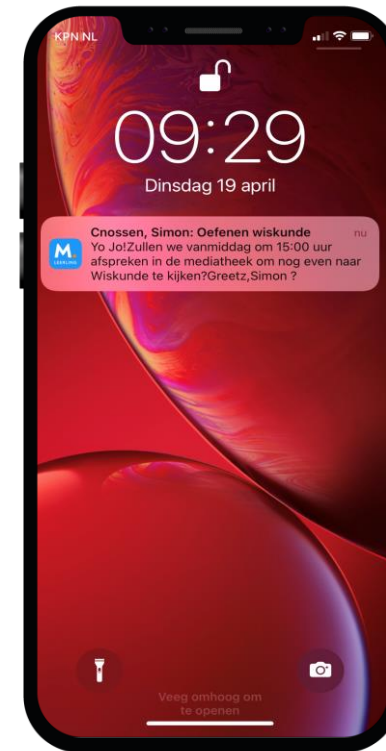 KPN NL
09:29
Dinsdag 19 april
Cnossen, Simon: Oefenen wiskunde nu
Yo Jo!Zullen we vanmiddag om 15:00 uur
afspreken in de mediatheek om nog even naar
Wiskunde te kijken?Greetz,Simon ?
M.
LEERLING
Veeg omhoog om
te openen